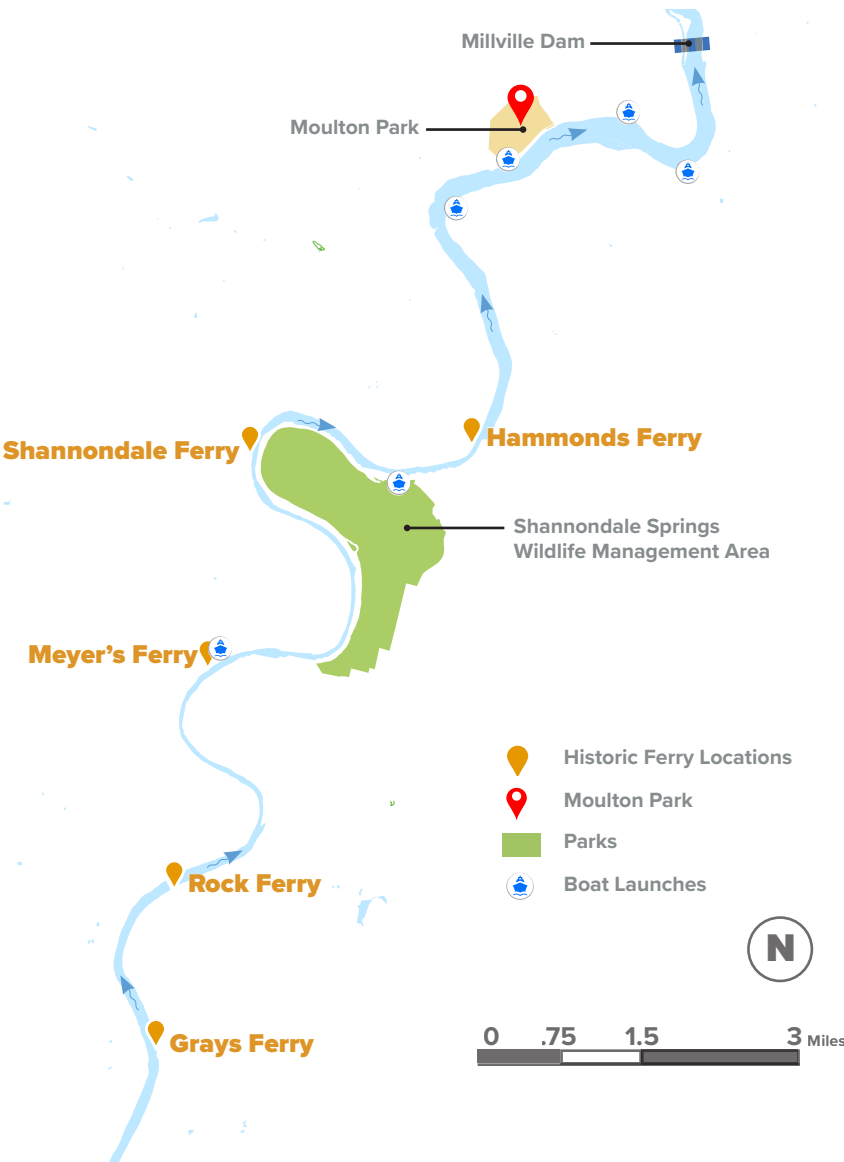 Millville Dam
Moulton Park
Shannondale Ferry
Hammonds Ferry
Shannondale Springs
Wildlife Management Area
Meyer's Ferry
Historic Ferry Locations
Moulton Park
Parks
Boat Launches
Rock Ferry
N
Grays Ferry
0 .75 1.5 3 Miles